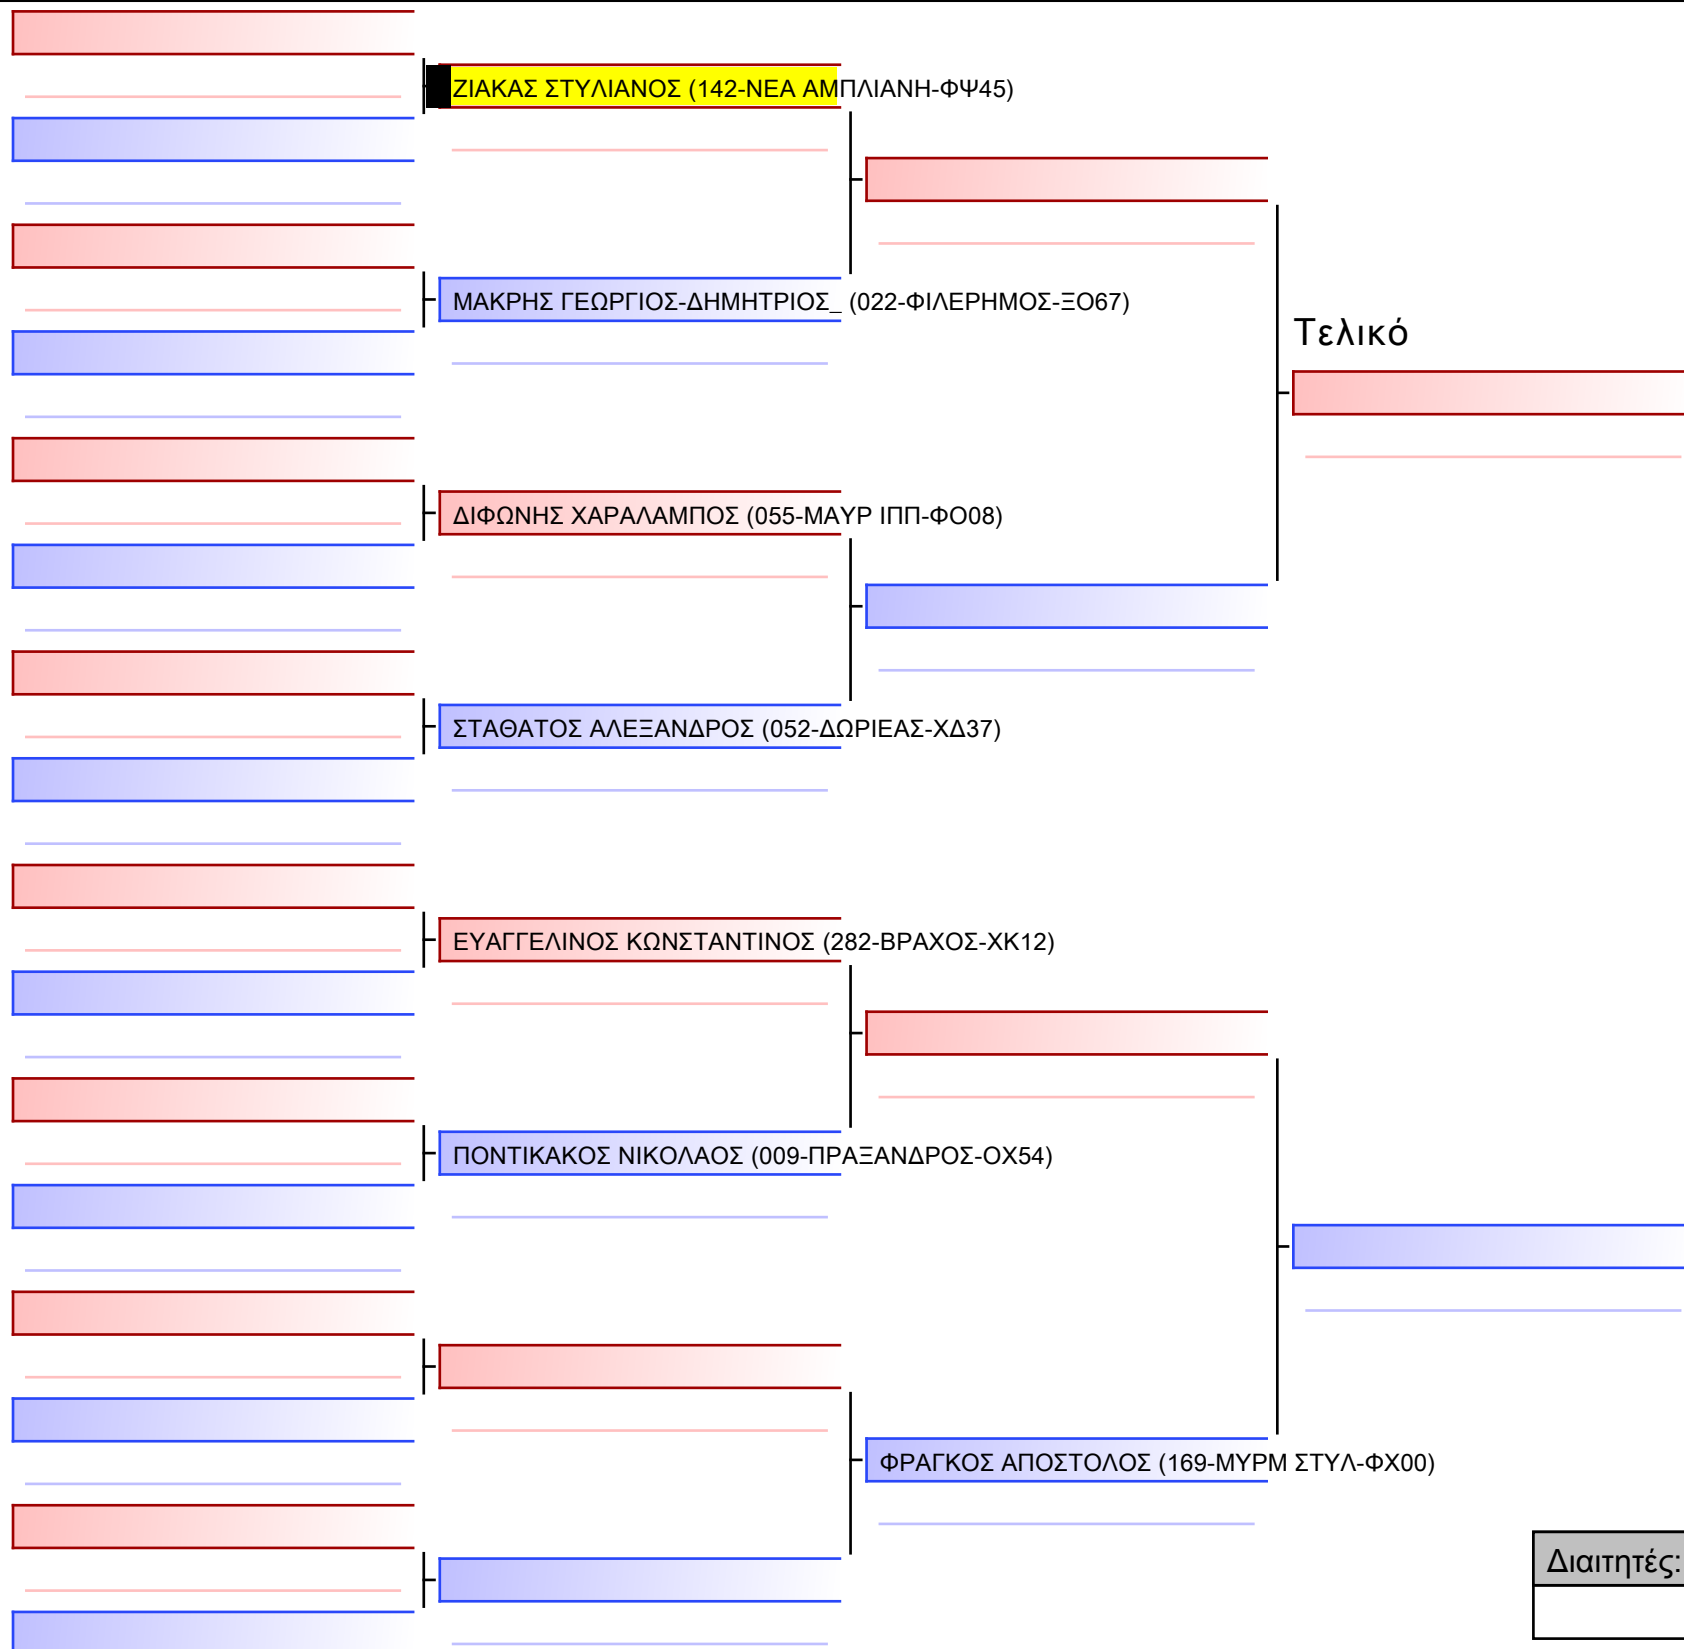 ΖΙΑΚΑΣ ΣΤΥΛΙΑΝΟΣ (142-ΝΕΑ ΑΜΠΛΙΑΝΗ-ΦΨ45)
ΜΑΚΡΗΣ ΓΕΩΡΓΙΟΣ-ΔΗΜΗΤΡΙΟΣ_ (022-ΦΙΛΕΡΗΜΟΣ-ΞΟ67)
Τελικό
ΔΙΦΩΝΗΣ ΧΑΡΑΛΑΜΠΟΣ (055-ΜΑΥΡ ΙΠΠ-ΦΟ08)
ΣΤΑΘΑΤΟΣ ΑΛΕΞΑΝΔΡΟΣ (052-ΔΩΡΙΕΑΣ-ΧΔ37)
ΕΥΑΓΓΕΛΙΝΟΣ ΚΩΝΣΤΑΝΤΙΝΟΣ (282-ΒΡΑΧΟΣ-ΧΚ12)
ΠΟΝΤΙΚΑΚΟΣ ΝΙΚΟΛΑΟΣ (009-ΠΡΑΞΑΝΔΡΟΣ-ΟΧ54)
ΦΡΑΓΚΟΣ ΑΠΟΣΤΟΛΟΣ (169-ΜΥΡΜ ΣΤΥΛ-ΦΧ00)
Διαιτητές: